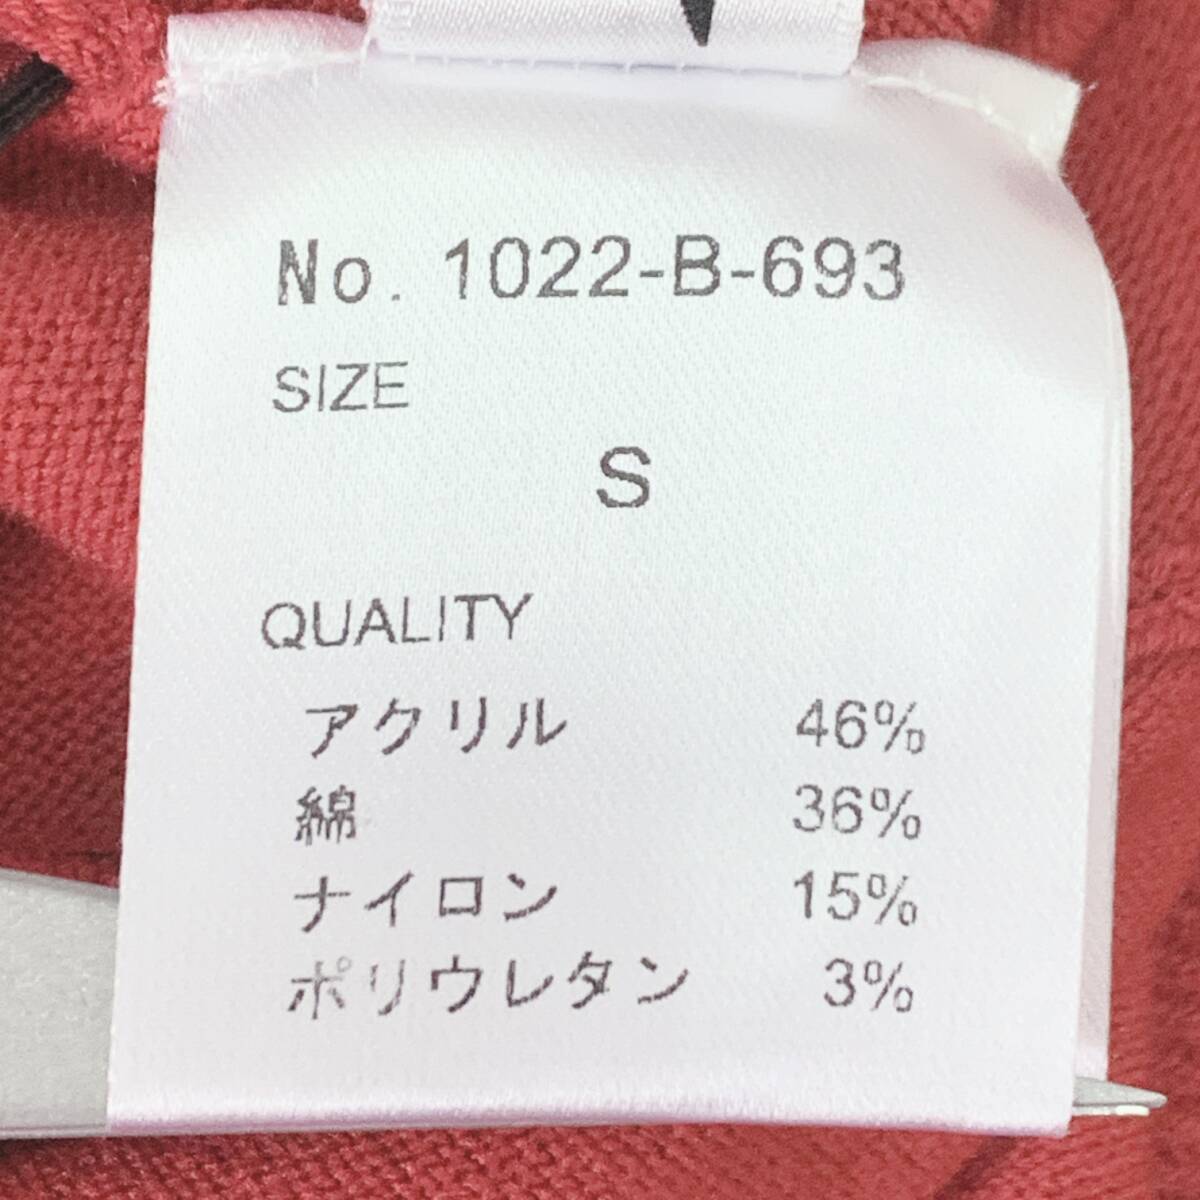 No. 1022-B-693
SIZE
S
QUALITY
アクリル 46%
綿 36%
ナイロン 15%
ポリウレタン 3%